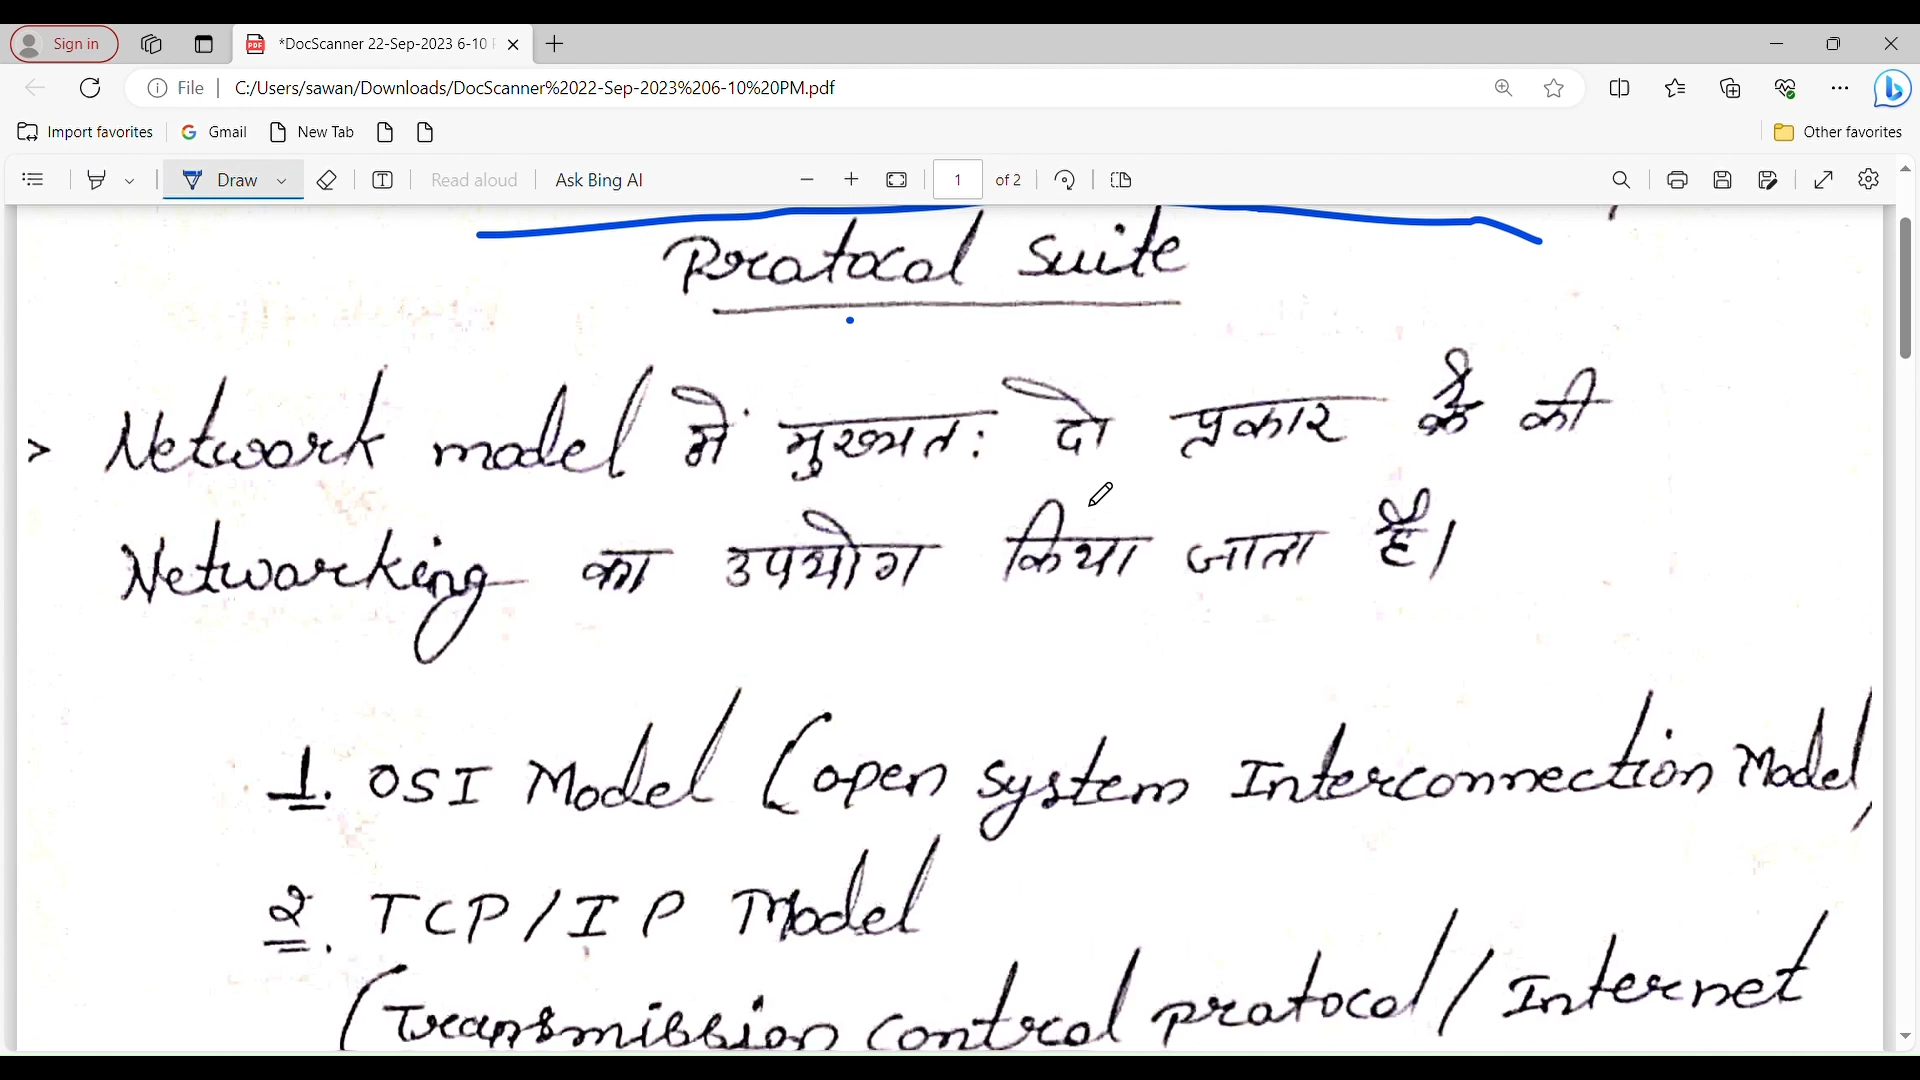 Sign in
*DocScanner 22-Sep-2023 6-10
File
C:/Users/sawan/Downloads/DocScanner%2022-Sep-2023%206-10%20PM.pdf
Import favorites
Gmail
New Tab
Other favorites
Draw
Read aloud
Ask Bing AI
1 of 2
Pratocal Suite
> Network model में मुख्यतः दो प्रकार के की
Networking का उपयोग किया जाता है।
1. OSI Model (open system Interconnection Model)
2. TCP/IP Model
(Transmission control pratocal/Internet